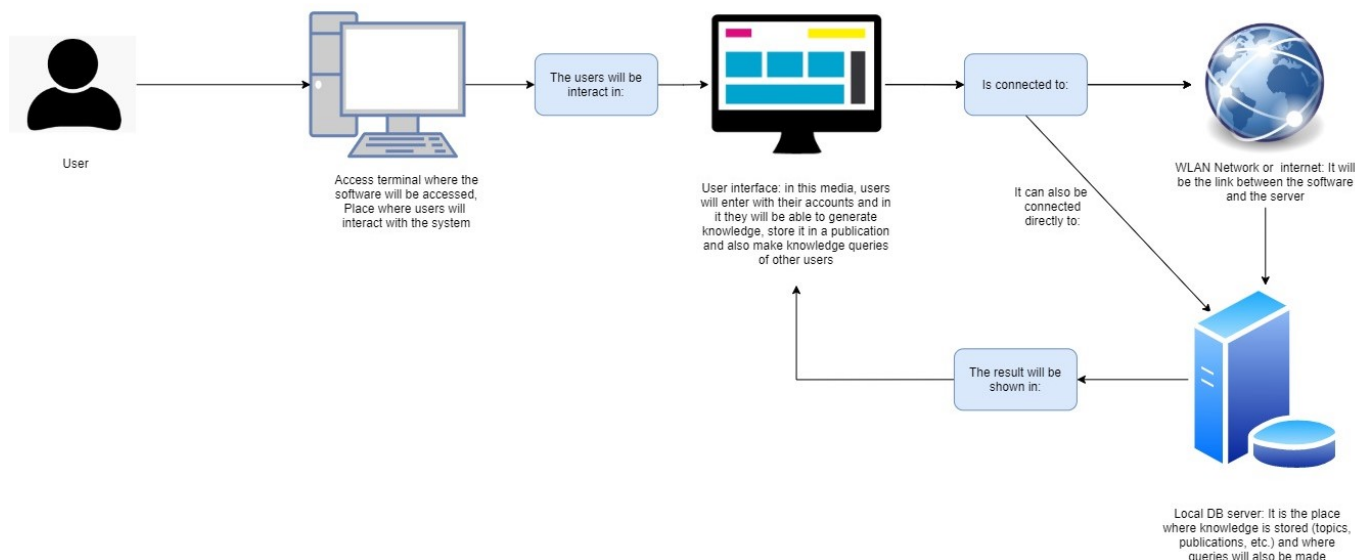 User
Access terminal where the
software will be accessed,
Place where users will
interact with the system
The users will be
interact in:
User interface: in this media, users
will enter with their accounts and in
it they will be able to generate
knowledge, store it in a publication
and also make knowledge queries
of other users
Is connected to:
WLAN Network or internet: It will
be the link between the software
and the server
It can also be
connected
directly to:
The result will be
shown in:
Local DB server: It is the place
where knowledge is stored (topics,
publications, etc.) and where
queries will also be made